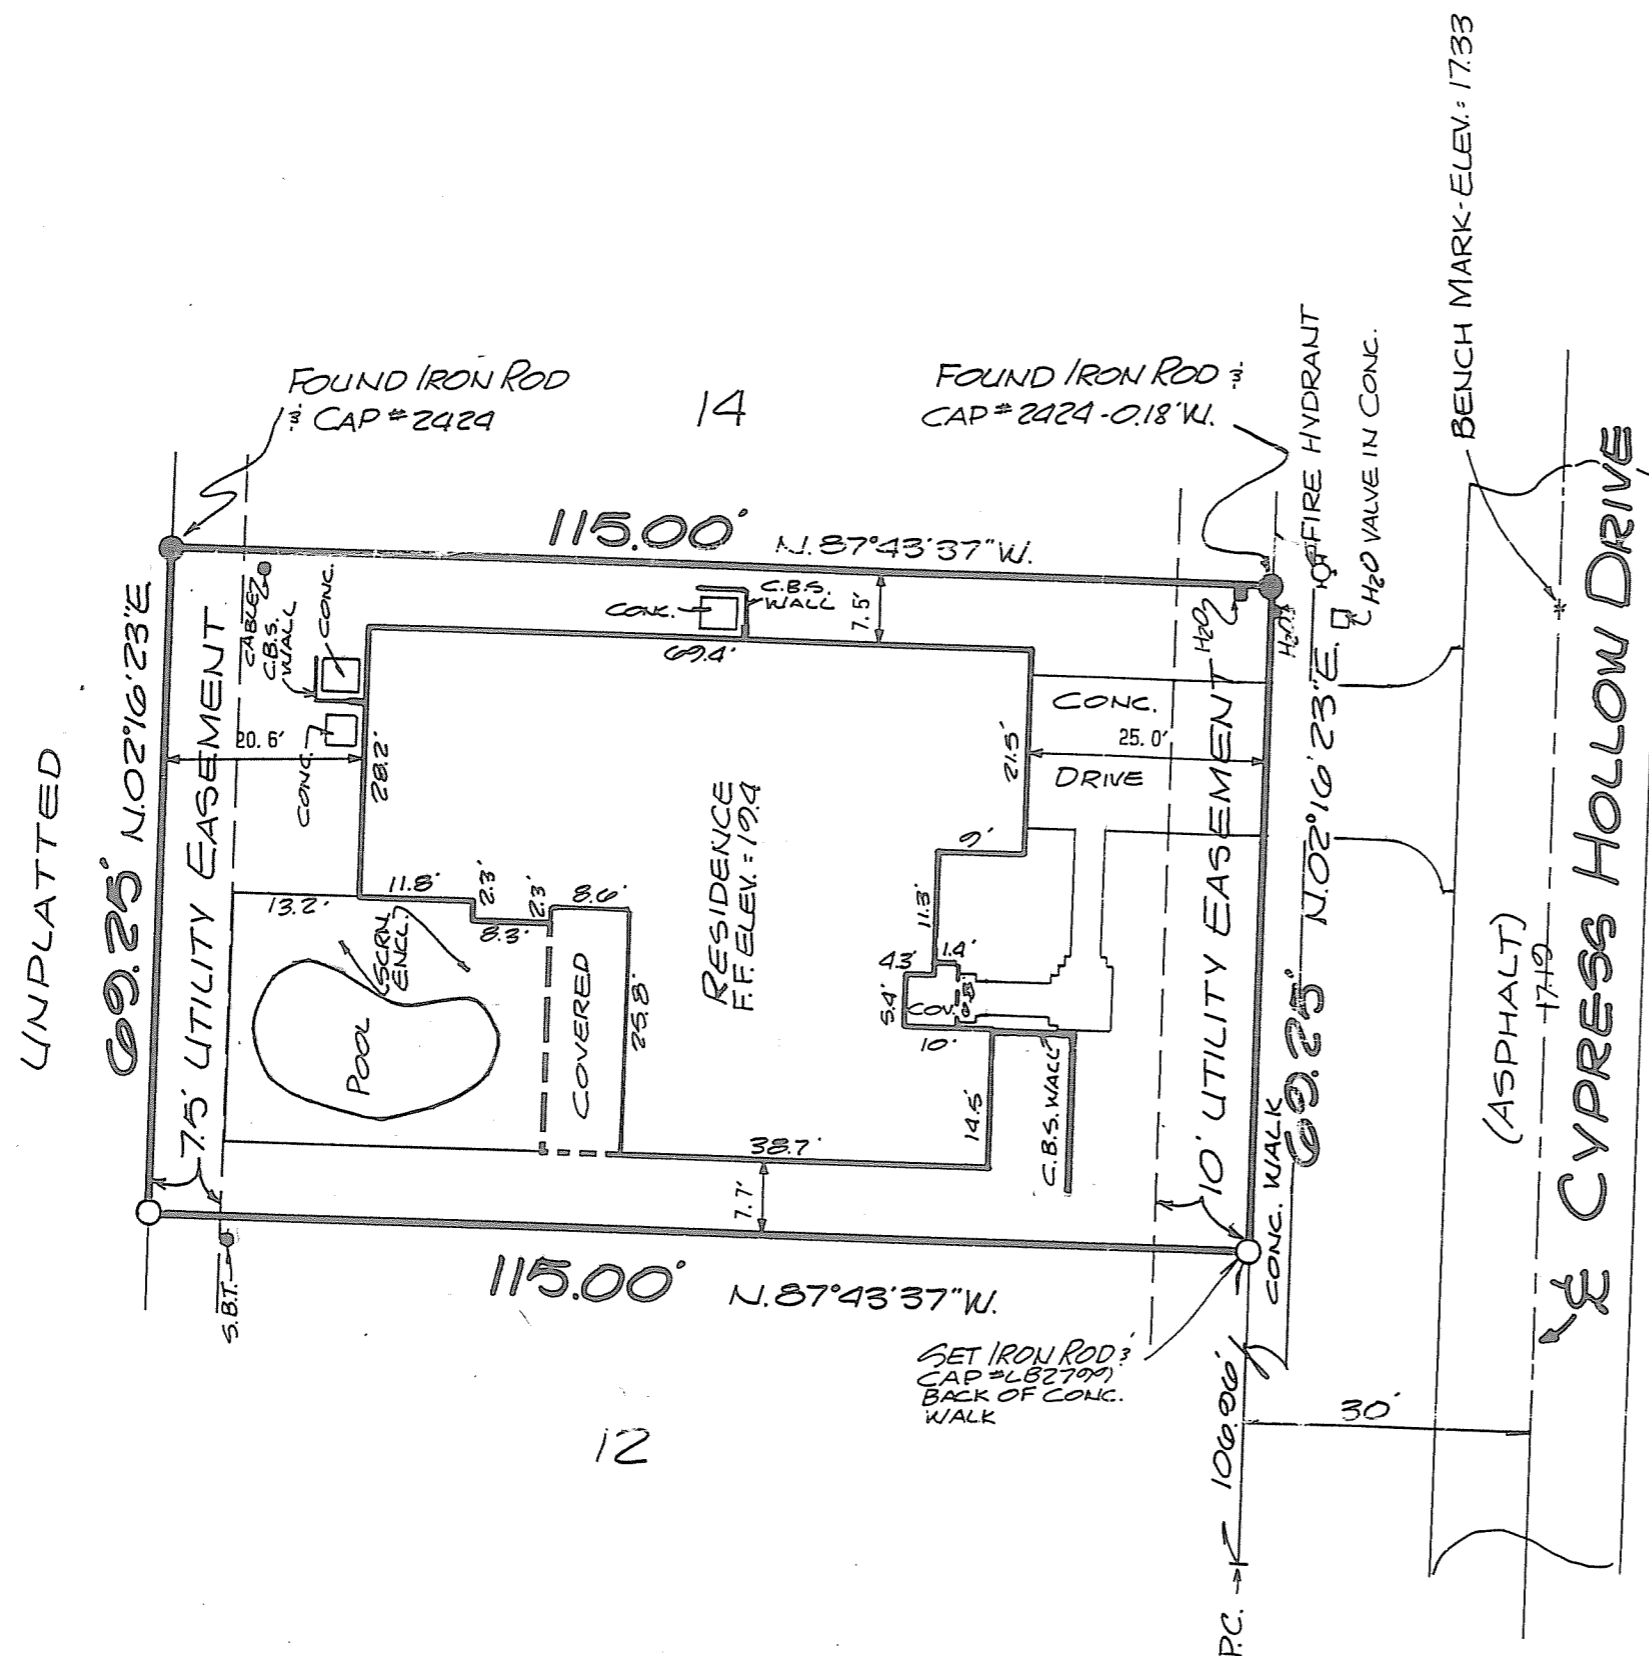 BENCH MARK-ELEV.: 17.33
FOUND IRON ROD
& CAP #2424
14
FOUND IRON ROD &
CAP #2424-0.18'W.
FIRE HYDRANT
H2O VALVE IN CONC.
115.00'
N.87°43'37"W.
UNPLATTED
69.25'
N.02°16'23"E
7.5' UTILITY EASEMENT
CABLE
C.B.S.
WALL
CONC.
CONC.
20.6'
28.2'
CONC.
C.B.S.
WALL
7.5'
69.4'
H2O
H2O
CONC.
DRIVE
25.0'
21.5'
9'
RESIDENCE
F.F. ELEV.: 19.4
11.8'
2.3'
8.3'
2.3'
8.6'
13.2'
SCRN.
ENCL.
POOL
COVERED
25.8'
11.3'
4.3'
1.4'
5.4'
COV.
10'
14.5'
C.B.S. WALL
38.7'
7.7'
10' UTILITY EASEMENT
N.02°16'23"E.
69.25'
CONC. WALK
(ASPHALT)
17.19
℄ CYPRESS HOLLOW DRIVE
S.B.T.
115.00'
N.87°43'37"W.
SET IRON ROD &
CAP #LB2799
BACK OF CONC.
WALK
12
106.86'
30'
P.C.